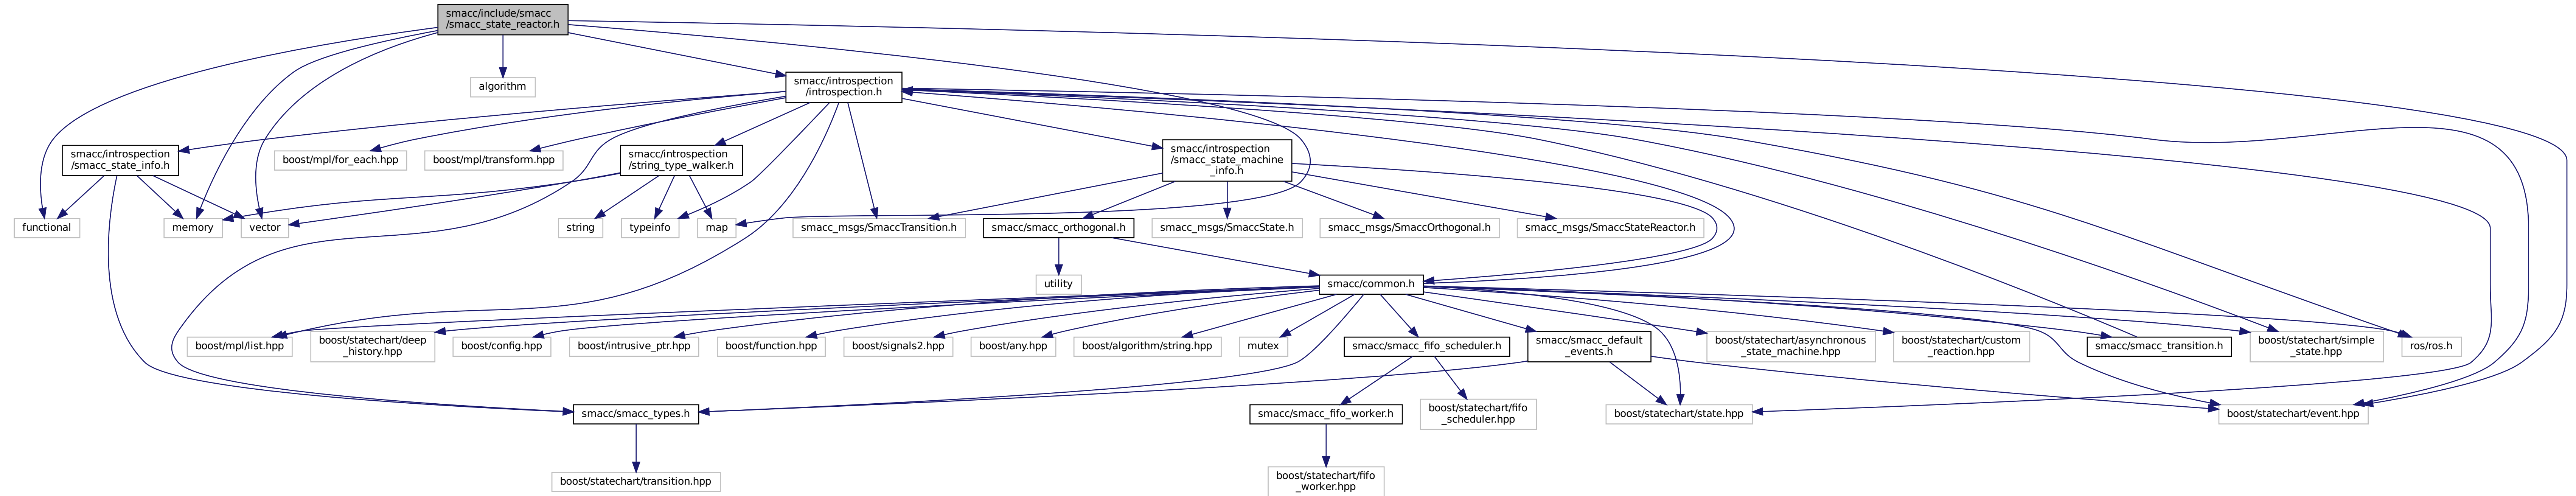 smacc/include/smacc
/smacc_state_reactor.h
algorithm
smacc/introspection
/introspection.h
smacc/introspection
/smacc_state_info.h
boost/mpl/for_each.hpp
boost/mpl/transform.hpp
smacc/introspection
/string_type_walker.h
smacc/introspection
/smacc_state_machine
_info.h
functional
memory
vector
string
typeinfo
map
smacc_msgs/SmaccTransition.h
smacc/smacc_orthogonal.h
smacc_msgs/SmaccState.h
smacc_msgs/SmaccOrthogonal.h
smacc_msgs/SmaccStateReactor.h
utility
smacc/common.h
boost/mpl/list.hpp
boost/statechart/deep
_history.hpp
boost/config.hpp
boost/intrusive_ptr.hpp
boost/function.hpp
boost/signals2.hpp
boost/any.hpp
boost/algorithm/string.hpp
mutex
smacc/smacc_fifo_scheduler.h
smacc/smacc_default
_events.h
boost/statechart/asynchronous
_state_machine.hpp
boost/statechart/custom
_reaction.hpp
smacc/smacc_transition.h
boost/statechart/simple
_state.hpp
ros/ros.h
smacc/smacc_types.h
smacc/smacc_fifo_worker.h
boost/statechart/fifo
_scheduler.hpp
boost/statechart/state.hpp
boost/statechart/event.hpp
boost/statechart/transition.hpp
boost/statechart/fifo
_worker.hpp